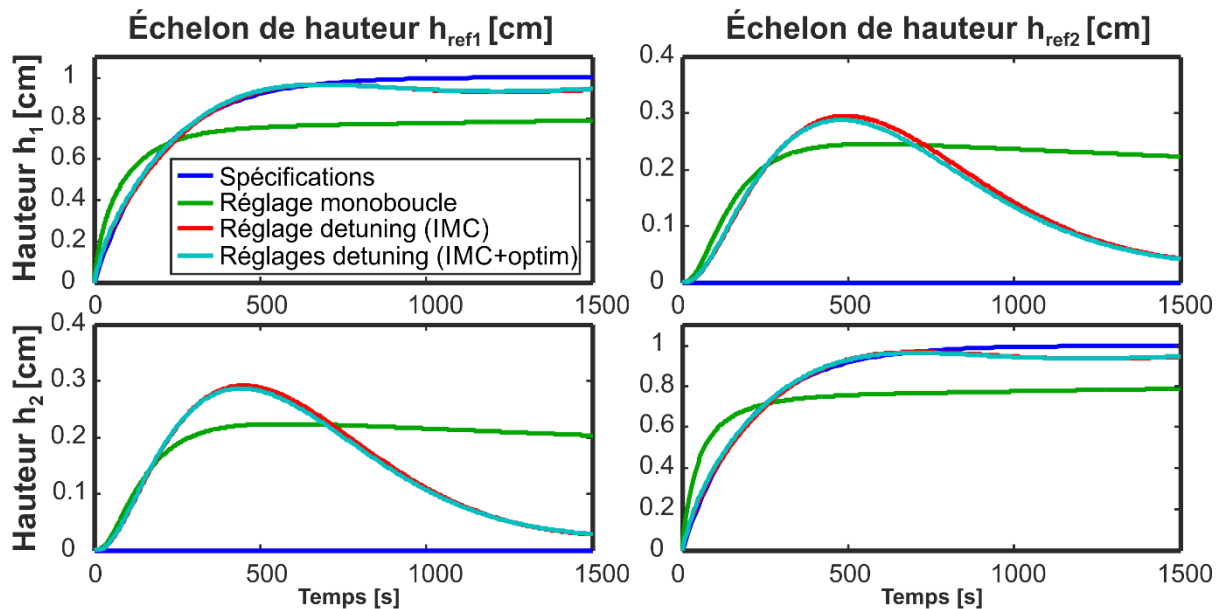 Échelon de hauteur h_ref1 [cm]
Échelon de hauteur h_ref2 [cm]
Hauteur h_1 [cm]
1
0.8
0.6
0.4
0.2
0
0 500 1000 1500
Spécifications
Réglage monoboucle
Réglage detuning (IMC)
Réglages detuning (IMC+optim)
0.4
0.3
0.2
0.1
0
0 500 1000 1500
Hauteur h_2 [cm]
0.4
0.3
0.2
0.1
0
0 500 1000 1500
Temps [s]
1
0.8
0.6
0.4
0.2
0
0 500 1000 1500
Temps [s]